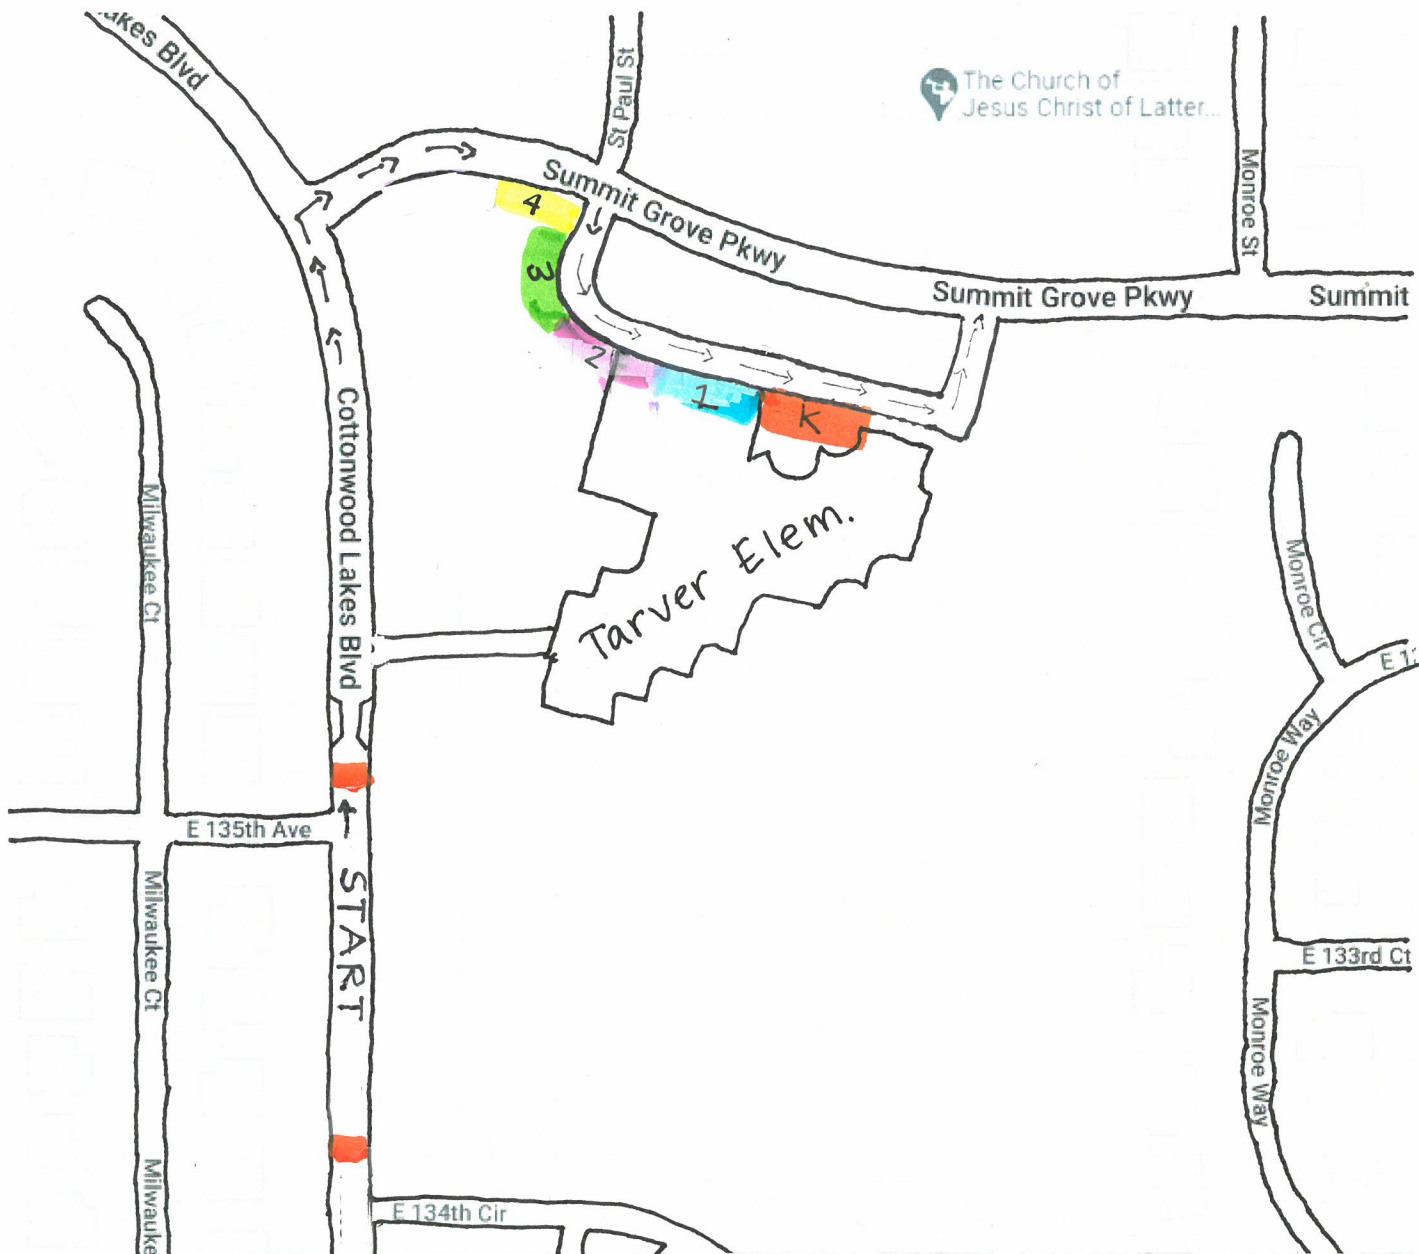 akes Blvd
St Paul St
The Church of
Jesus Christ of Latter...
Monroe St
Summit Grove Pkwy
4
3
Summit Grove Pkwy
Summit
2
1
K
Cottonwood Lakes Blvd
Milwaukee Ct
Tarver Elem.
Monroe Cir
E 1
Monroe Way
E 135th Ave
START
Milwaukee Ct
E 133rd Ct
Monroe Way
Milwauke
E 134th Cir